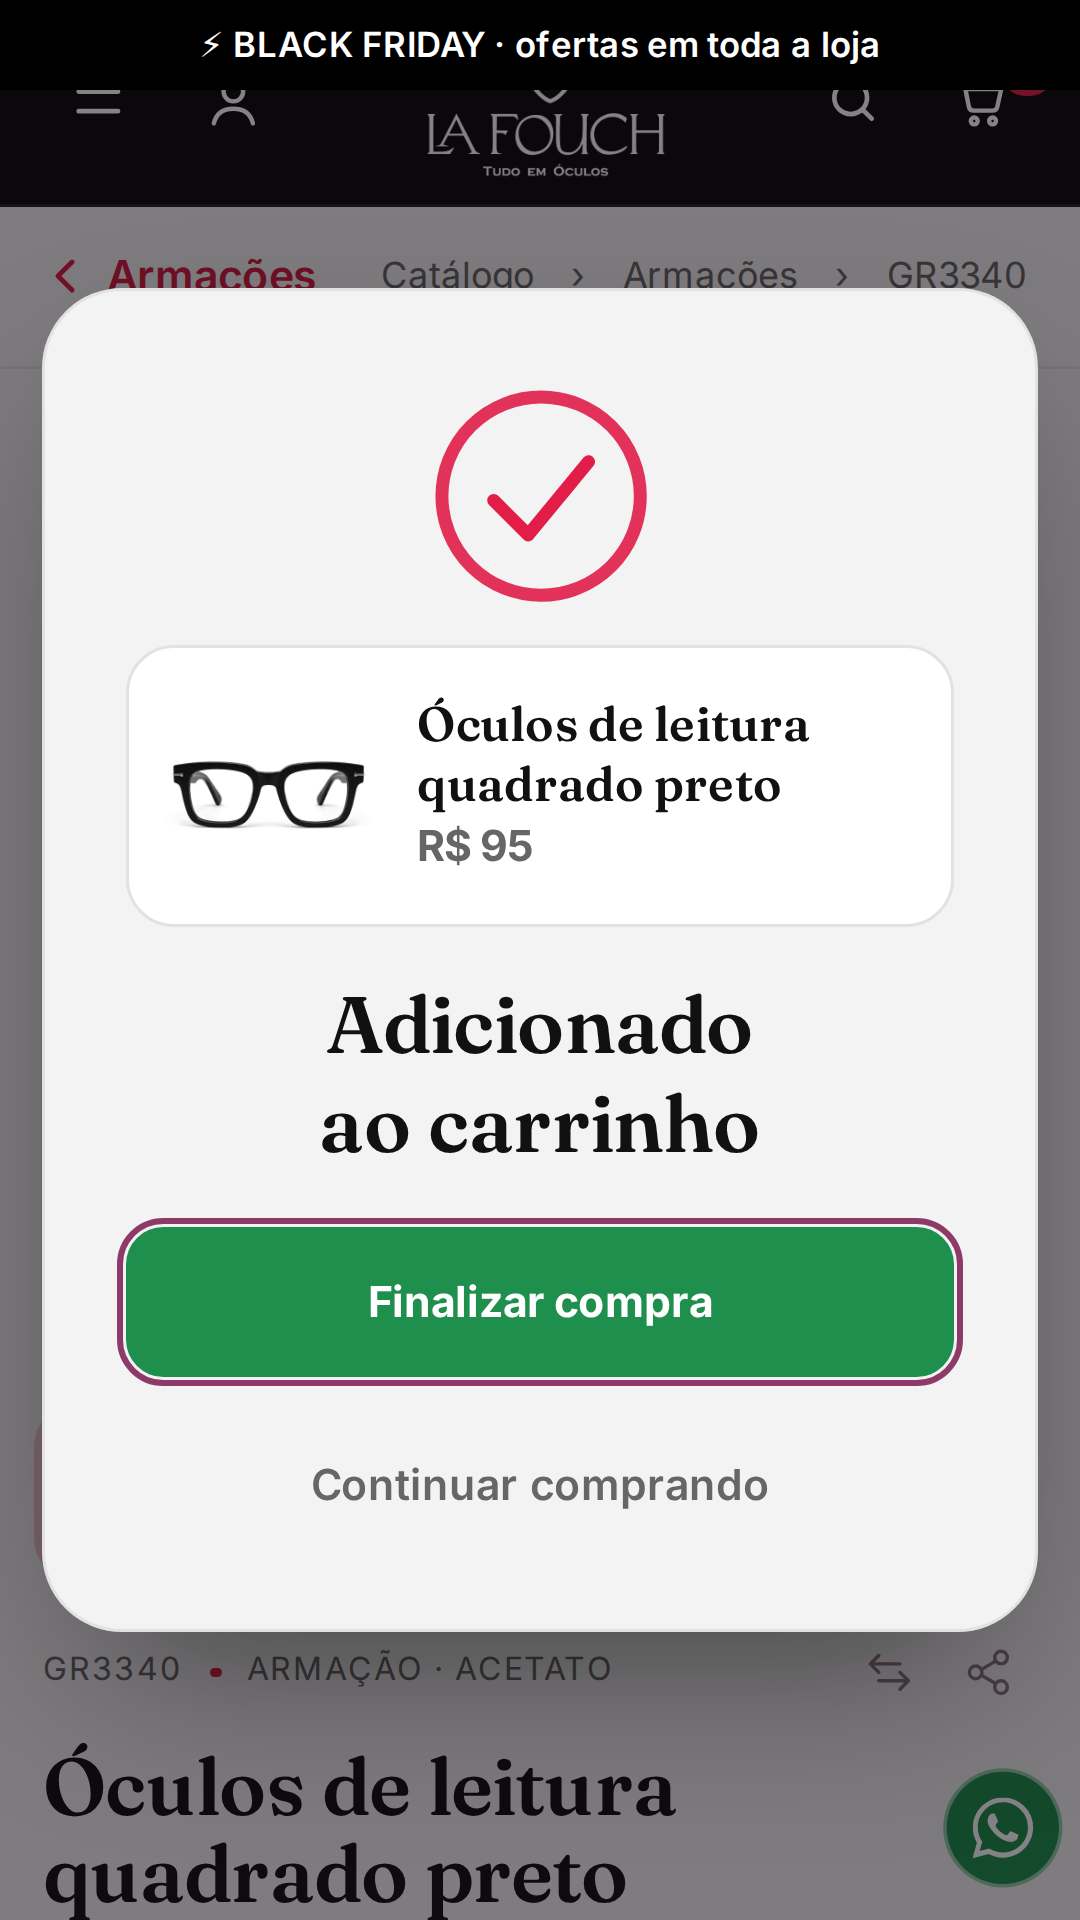 ⚡ BLACK FRIDAY · ofertas em toda a loja
LA FOUCH
TUDO EM ÓCULOS
Armações Catálogo › Armações › GR3340
Óculos de leitura
quadrado preto
R$ 95
Adicionado
ao carrinho
Finalizar compra
Continuar comprando
GR3340 • ARMAÇÃO · ACETATO
Óculos de leitura
quadrado preto